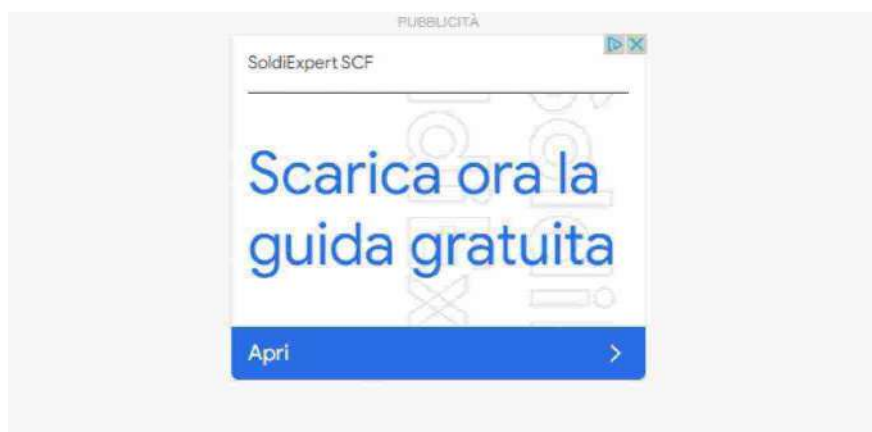 PUBBLICITÀ
SoldiExpert SCF
Scarica ora la
guida gratuita
Apri